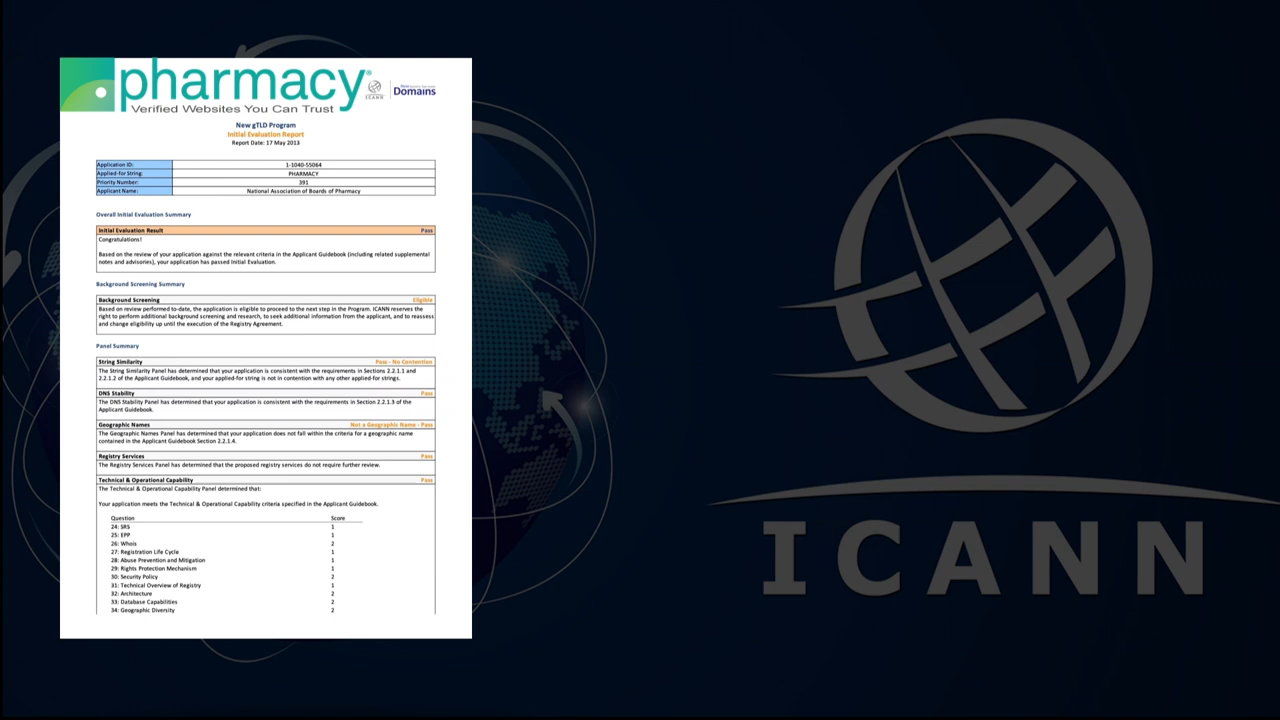 pharmacy®
Verified Websites You Can Trust
ICANN
Domains
New gTLD Program
Initial Evaluation Report
Report Date: 17 May 2013
Application ID: 1-1040-55064
Applied-for String: PHARMACY
Priority Number: 391
Applicant Name: National Association of Boards of Pharmacy
Overall Initial Evaluation Summary
Initial Evaluation Result Pass
Congratulations!
Based on the review of your application against the relevant criteria in the Applicant Guidebook (including related supplemental
notes and advisories), your application has passed Initial Evaluation.
Background Screening Summary
Background Screening Eligible
Based on review performed to-date, the application is eligible to proceed to the next step in the Program. ICANN reserves the
right to perform additional background screening and research, to seek additional information from the applicant, and to reassess
and change eligibility up until the execution of the Registry Agreement.
Panel Summary
String Similarity Pass - No Contention
The String Similarity Panel has determined that your application is consistent with the requirements in Sections 2.2.1.1 and
2.2.1.2 of the Applicant Guidebook, and your applied-for string is not in contention with any other applied-for strings.
DNS Stability Pass
The DNS Stability Panel has determined that your application is consistent with the requirements in Section 2.2.1.3 of the
Applicant Guidebook.
Geographic Names Not a Geographic Name - Pass
The Geographic Names Panel has determined that your application does not fall within the criteria for a geographic name
contained in the Applicant Guidebook Section 2.2.1.4.
Registry Services Pass
The Registry Services Panel has determined that the proposed registry services do not require further review.
Technical & Operational Capability Pass
The Technical & Operational Capability Panel determined that:
Your application meets the Technical & Operational Capability criteria specified in the Applicant Guidebook.
Question Score
24: SRS 1
25: EPP 1
26: Whois 2
27: Registration Life Cycle 1
28: Abuse Prevention and Mitigation 1
29: Rights Protection Mechanism 1
30: Security Policy 2
31: Technical Overview of Registry 1
32: Architecture 2
33: Database Capabilities 2
34: Geographic Diversity 2
ICANN